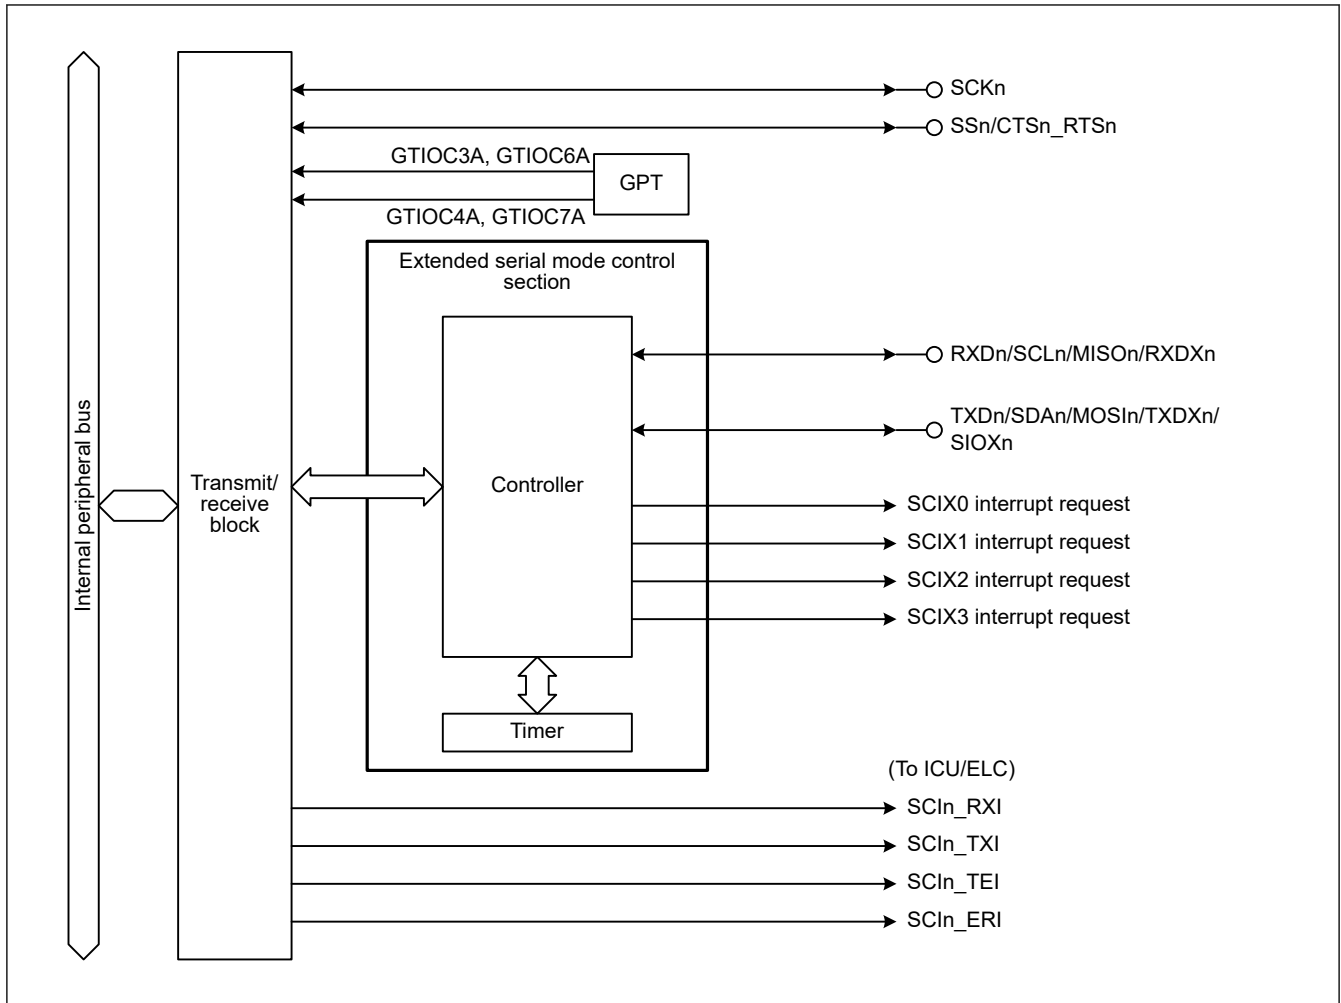 SCKn
SSn/CTSn_RTSn
GTIOC3A, GTIOC6A
GPT
GTIOC4A, GTIOC7A
Extended serial mode control
section
RXDn/SCLn/MISOn/RXDXn
TXDn/SDAn/MOSIn/TXDXn/
SIOXn
Internal peripheral bus
Transmit/
receive
block
Controller
SCIX0 interrupt request
SCIX1 interrupt request
SCIX2 interrupt request
SCIX3 interrupt request
Timer
(To ICU/ELC)
SCIn_RXI
SCIn_TXI
SCIn_TEI
SCIn_ERI